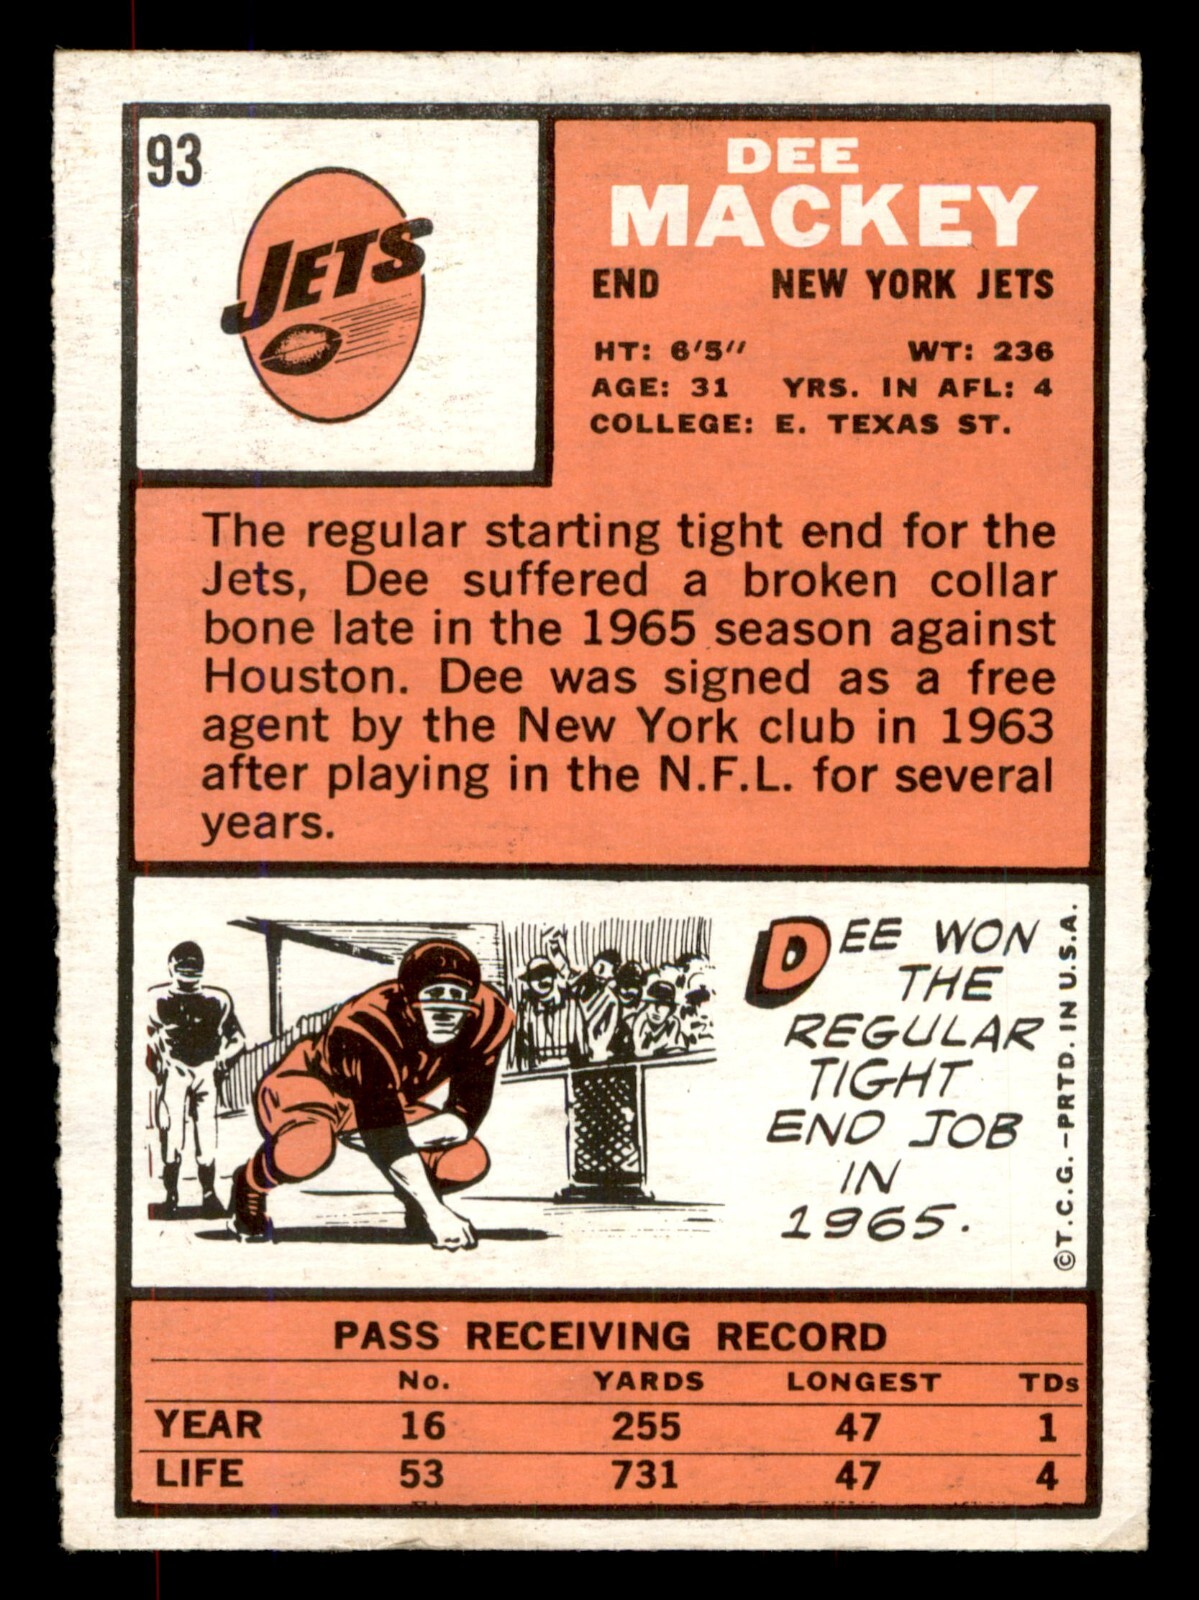 93
JETS
DEE
MACKEY
END NEW YORK JETS
HT: 6'5" WT: 236
AGE: 31 YRS. IN AFL: 4
COLLEGE: E. TEXAS ST.
The regular starting tight end for the
Jets, Dee suffered a broken collar
bone late in the 1965 season against
Houston. Dee was signed as a free
agent by the New York club in 1963
after playing in the N.F.L. for several
years.
DEE WON
THE
REGULAR
TIGHT
END JOB
IN
1965.
©T.C.G.-PRTD. IN U.S.A.
PASS RECEIVING RECORD
No. YARDS LONGEST TDs
YEAR 16 255 47 1
LIFE 53 731 47 4